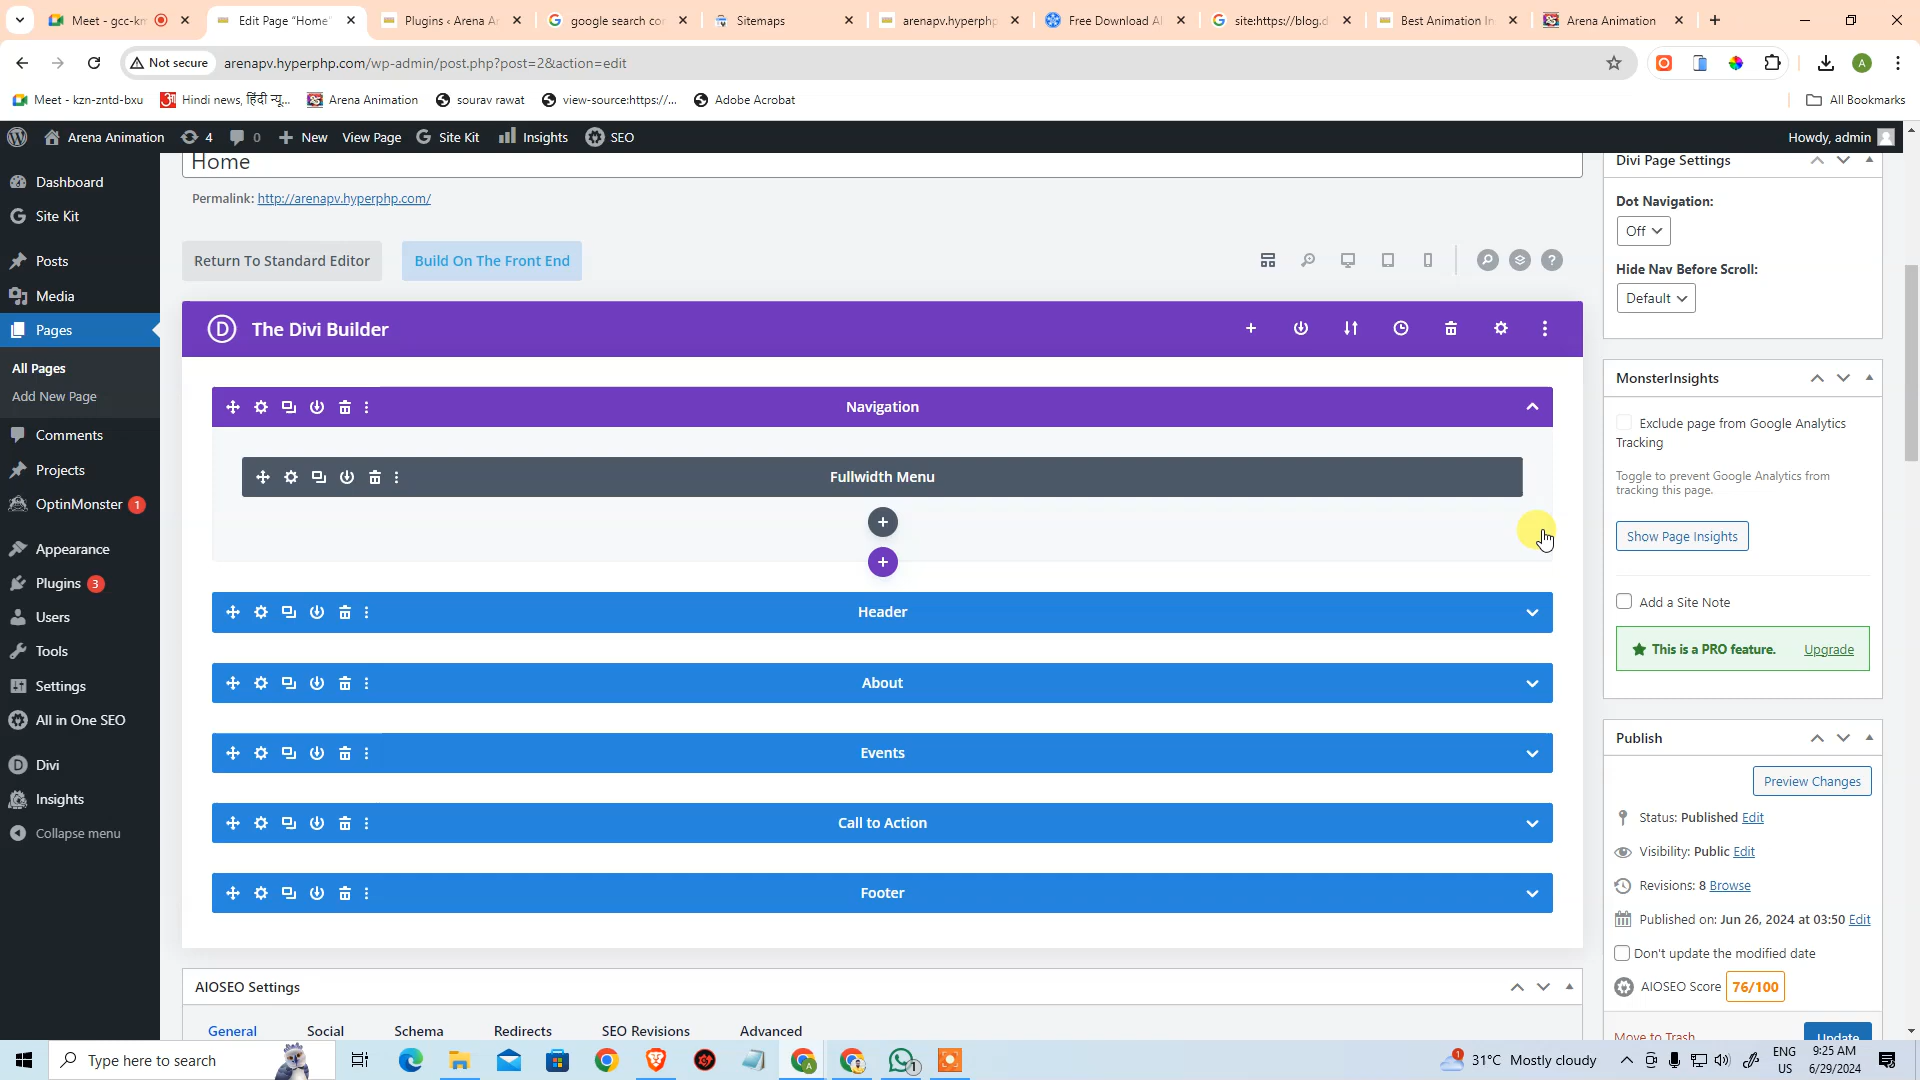 Meet - gcc-km
Edit Page “Home”
Plugins ‹ Arena A
google search co
Sitemaps
arenapv.hyperph
Free Download A
site:https://blog.d
Best Animation In
Arena Animation
Not secure
arenapv.hyperphp.com/wp-admin/post.php?post=2&action=edit
A
Meet - kzn-zntd-bxu
Hindi news, हिंदी न्यू...
Arena Animation
sourav rawat
view-source:https://...
Adobe Acrobat
All Bookmarks
Arena Animation
4
0
New
View Page
Site Kit
Insights
SEO
Howdy, admin
Dashboard
Site Kit
Posts
Media
Pages
All Pages
Add New Page
Comments
Projects
OptinMonster 1
Appearance
Plugins 3
Users
Tools
Settings
All in One SEO
Divi
Insights
Collapse menu
Home
Permalink: http://arenapv.hyperphp.com/
Return To Standard Editor
Build On The Front End
The Divi Builder
Navigation
Fullwidth Menu
Header
About
Events
Call to Action
Footer
AIOSEO Settings
General
Social
Schema
Redirects
SEO Revisions
Advanced
Divi Page Settings
Dot Navigation:
Off
Hide Nav Before Scroll:
Default
MonsterInsights
Exclude page from Google Analytics
Tracking
Toggle to prevent Google Analytics from
tracking this page.
Show Page Insights
Add a Site Note
This is a PRO feature. Upgrade
Publish
Preview Changes
Status: Published Edit
Visibility: Public Edit
Revisions: 8 Browse
Published on: Jun 26, 2024 at 03:50 Edit
Don't update the modified date
AIOSEO Score 76/100
Move to Trash
Update
Type here to search
31°C Mostly cloudy
ENG
US
9:25 AM
6/29/2024